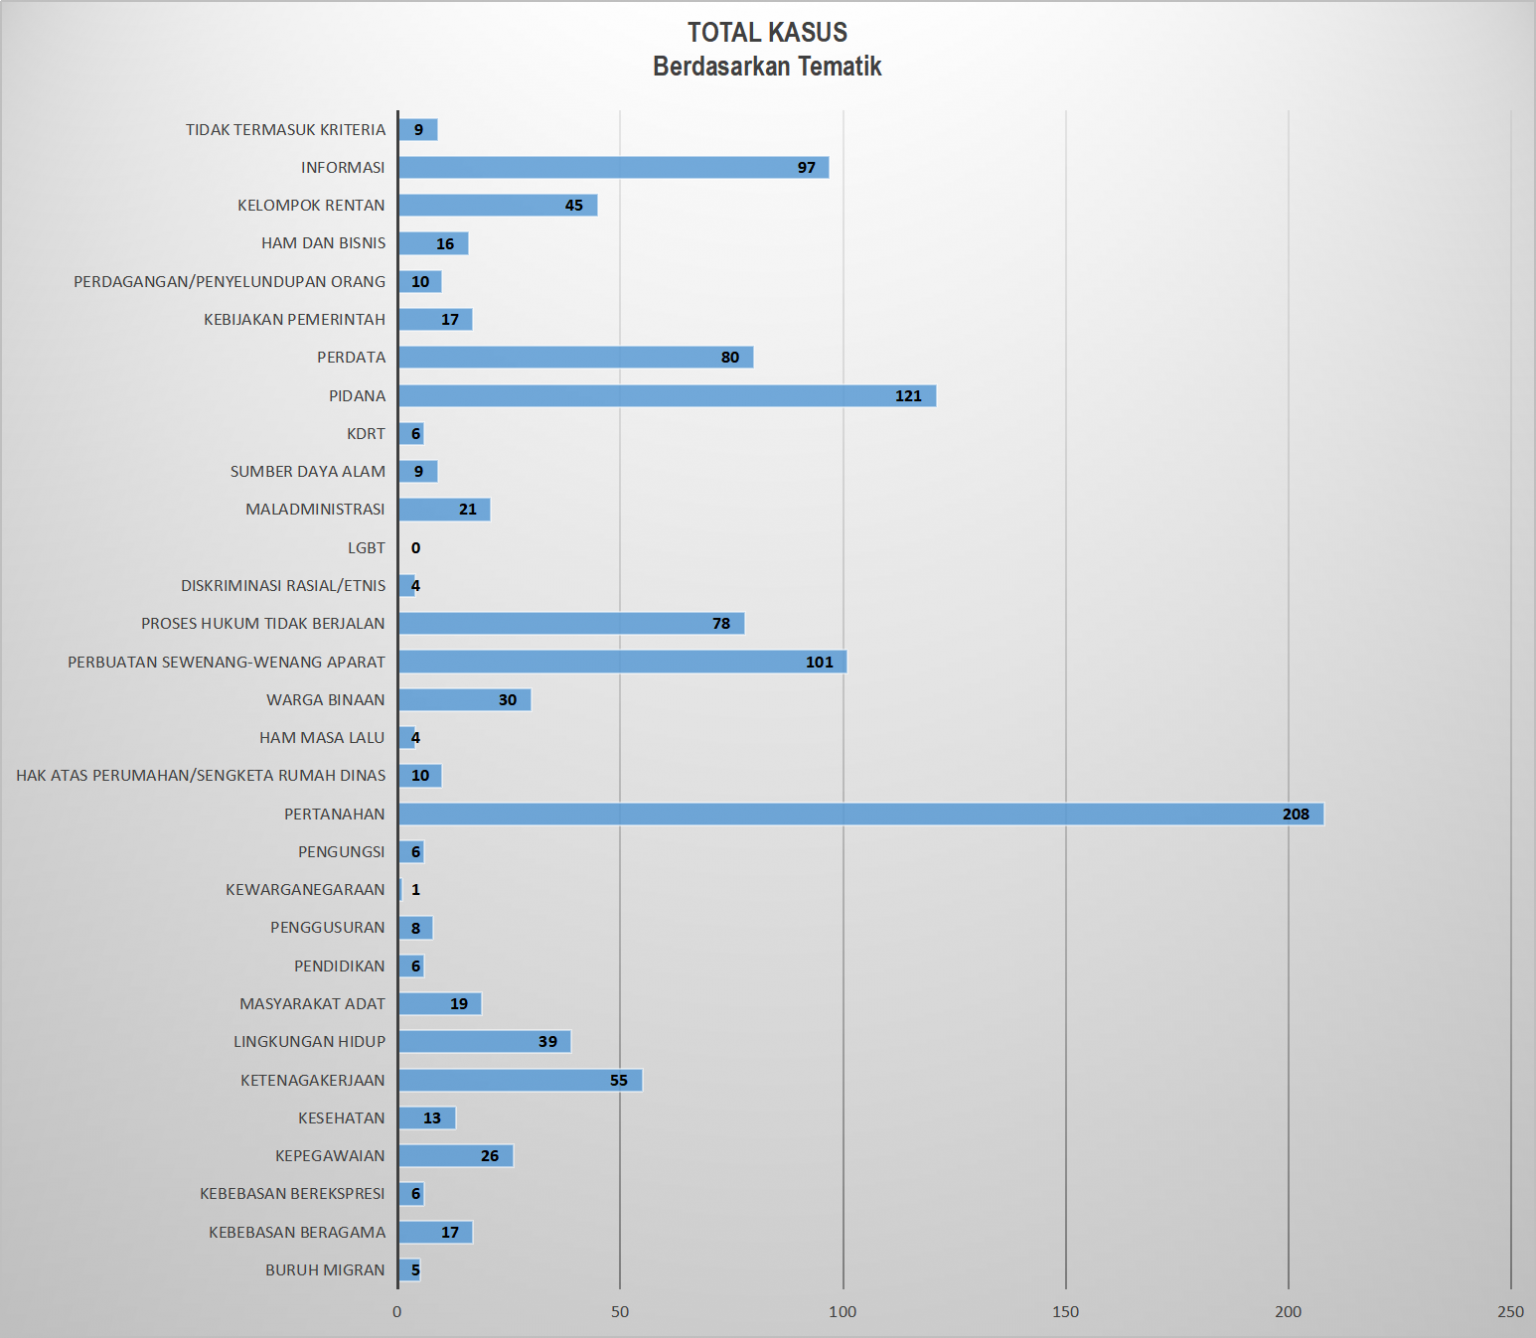 TOTAL KASUS
Berdasarkan Tematik
TIDAK TERMASUK KRITERIA 9
INFORMASI 97
KELOMPOK RENTAN 45
HAM DAN BISNIS 16
PERDAGANGAN/PENYELUNDUPAN ORANG 10
KEBIJAKAN PEMERINTAH 17
PERDATA 80
PIDANA 121
KDRT 6
SUMBER DAYA ALAM 9
MALADMINISTRASI 21
LGBT 0
DISKRIMINASI RASIAL/ETNIS 4
PROSES HUKUM TIDAK BERJALAN 78
PERBUATAN SEWENANG-WENANG APARAT 101
WARGA BINAAN 30
HAM MASA LALU 4
HAK ATAS PERUMAHAN/SENGKETA RUMAH DINAS 10
PERTANAHAN 208
PENGUNGSI 6
KEWARGANEGARAAN 1
PENGGUSURAN 8
PENDIDIKAN 6
MASYARAKAT ADAT 19
LINGKUNGAN HIDUP 39
KETENAGAKERJAAN 55
KESEHATAN 13
KEPEGAWAIAN 26
KEBEBASAN BEREKSPRESI 6
KEBEBASAN BERAGAMA 17
BURUH MIGRAN 5
0 50 100 150 200 250